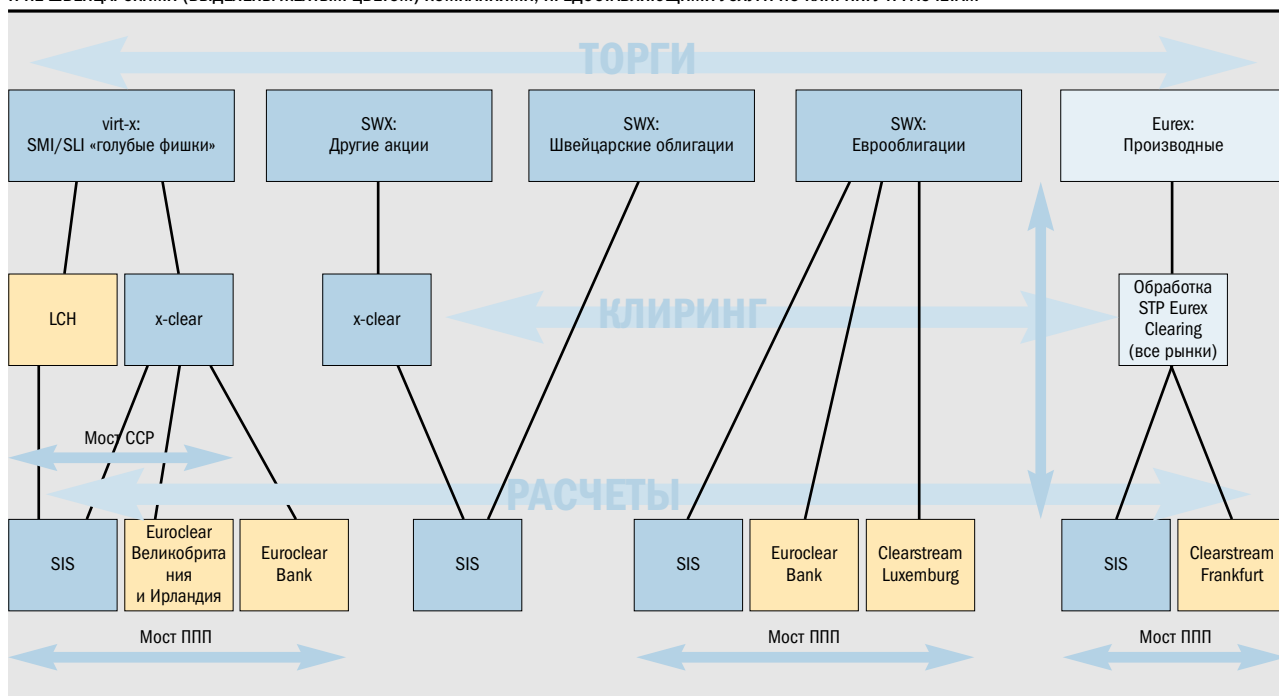 ТОРГИ
virt-x:
SMI/SLI «голубые фишки»
SWX:
Другие акции
SWX:
Швейцарские облигации
SWX:
Еврооблигации
Eurex:
Производные
LCH
x-clear
x-clear
КЛИРИНГ
Обработка
STP Eurex
Clearing
(все рынки)
Мост CCP
РАСЧЕТЫ
SIS
Euroclear
Великобрита
ния
и Ирландия
Euroclear
Bank
SIS
SIS
Euroclear
Bank
Clearstream
Luxemburg
SIS
Clearstream
Frankfurt
Мост ППП
Мост ППП
Мост ППП